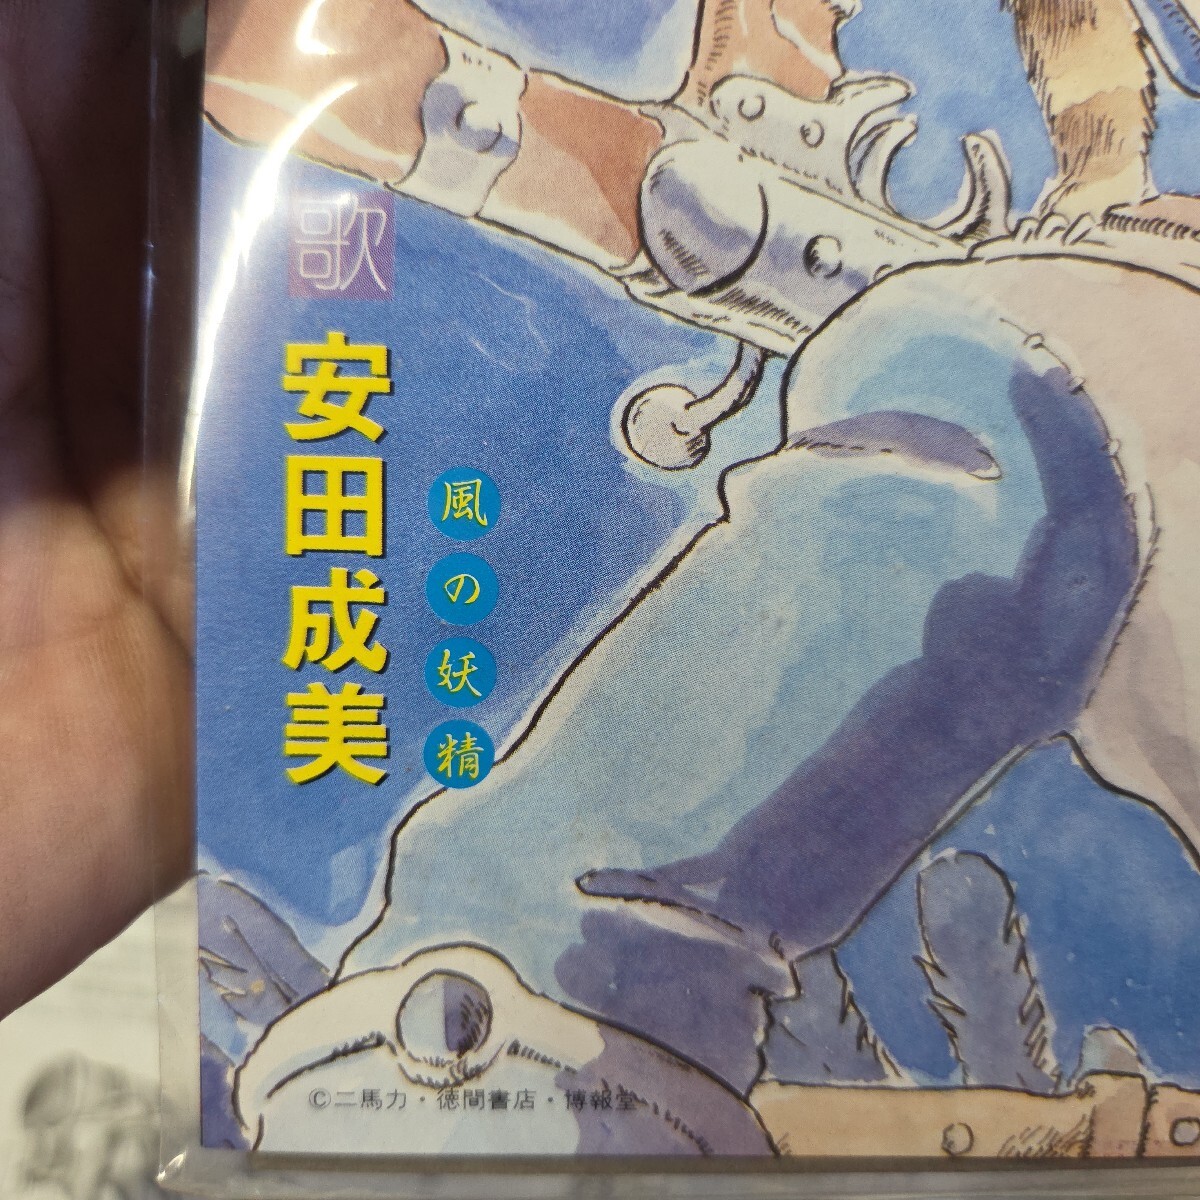 歌
安田成美
風の妖精
©二馬力・徳間書店・博報堂